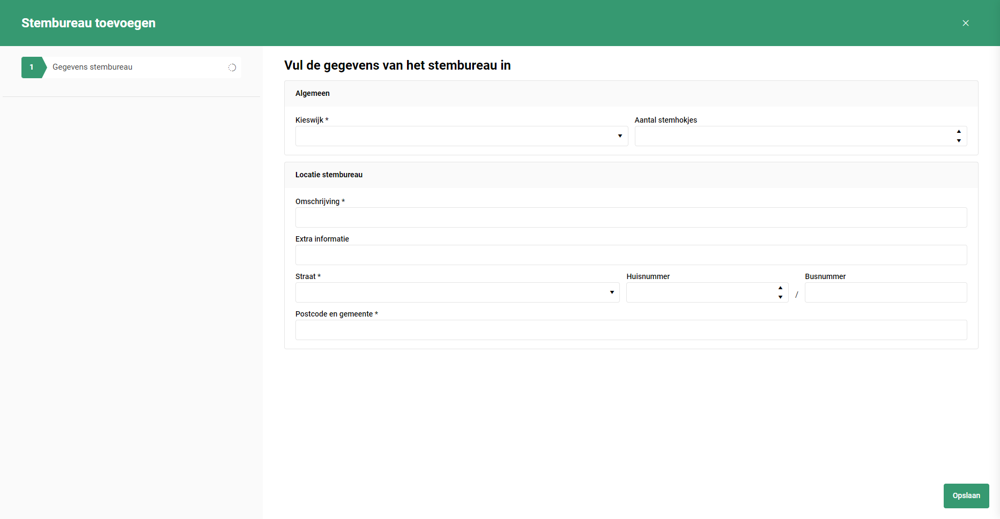 Stembureau toevoegen
1 Gegevens stembureau
Vul de gegevens van het stembureau in
Algemeen
Kieswijk * Aantal stemhokjes
Locatie stembureau
Omschrijving *
Extra informatie
Straat * Huisnummer Busnummer
/
Postcode en gemeente *
Opslaan